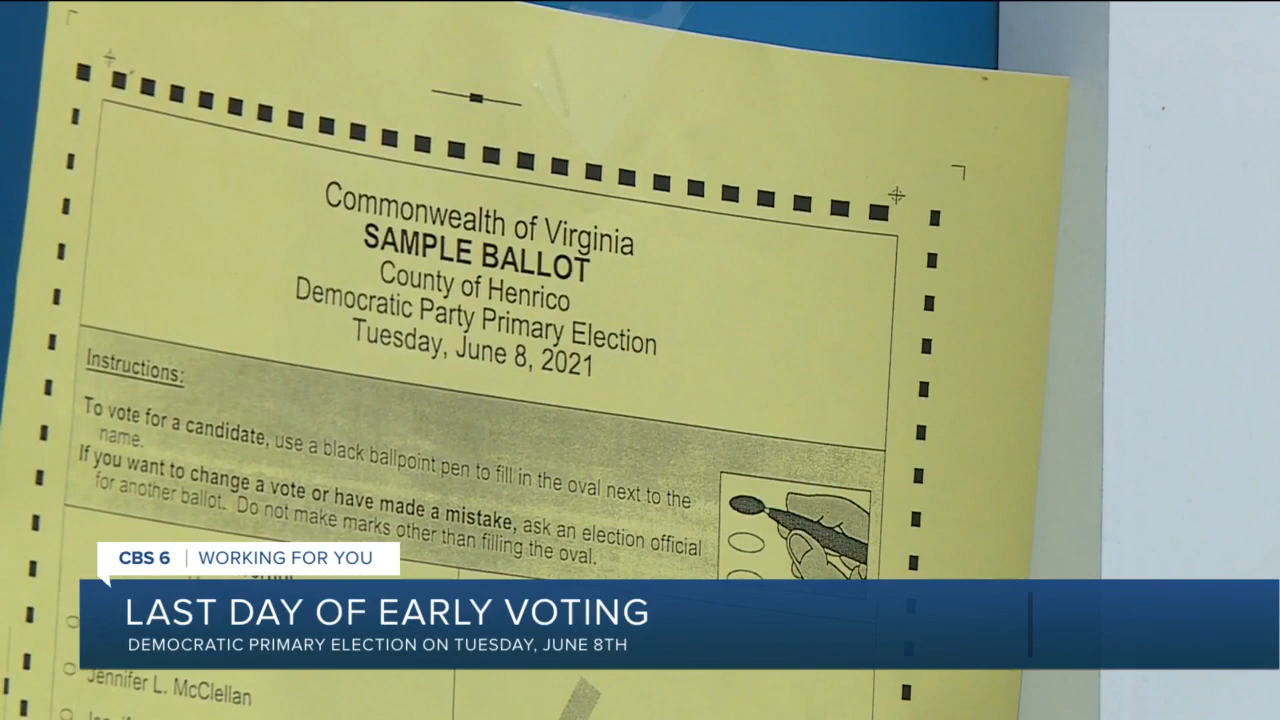 Commonwealth of Virginia
SAMPLE BALLOT
County of Henrico
Democratic Party Primary Election
Tuesday, June 8, 2021
Instructions:
To vote for a candidate, use a black ballpoint pen to fill in the oval next to the
name.
If you want to change a vote or have made a mistake, ask an election official
for another ballot. Do not make marks other than filling the oval.
CBS 6 | WORKING FOR YOU
LAST DAY OF EARLY VOTING
DEMOCRATIC PRIMARY ELECTION ON TUESDAY, JUNE 8TH
Jennifer L. McClellan